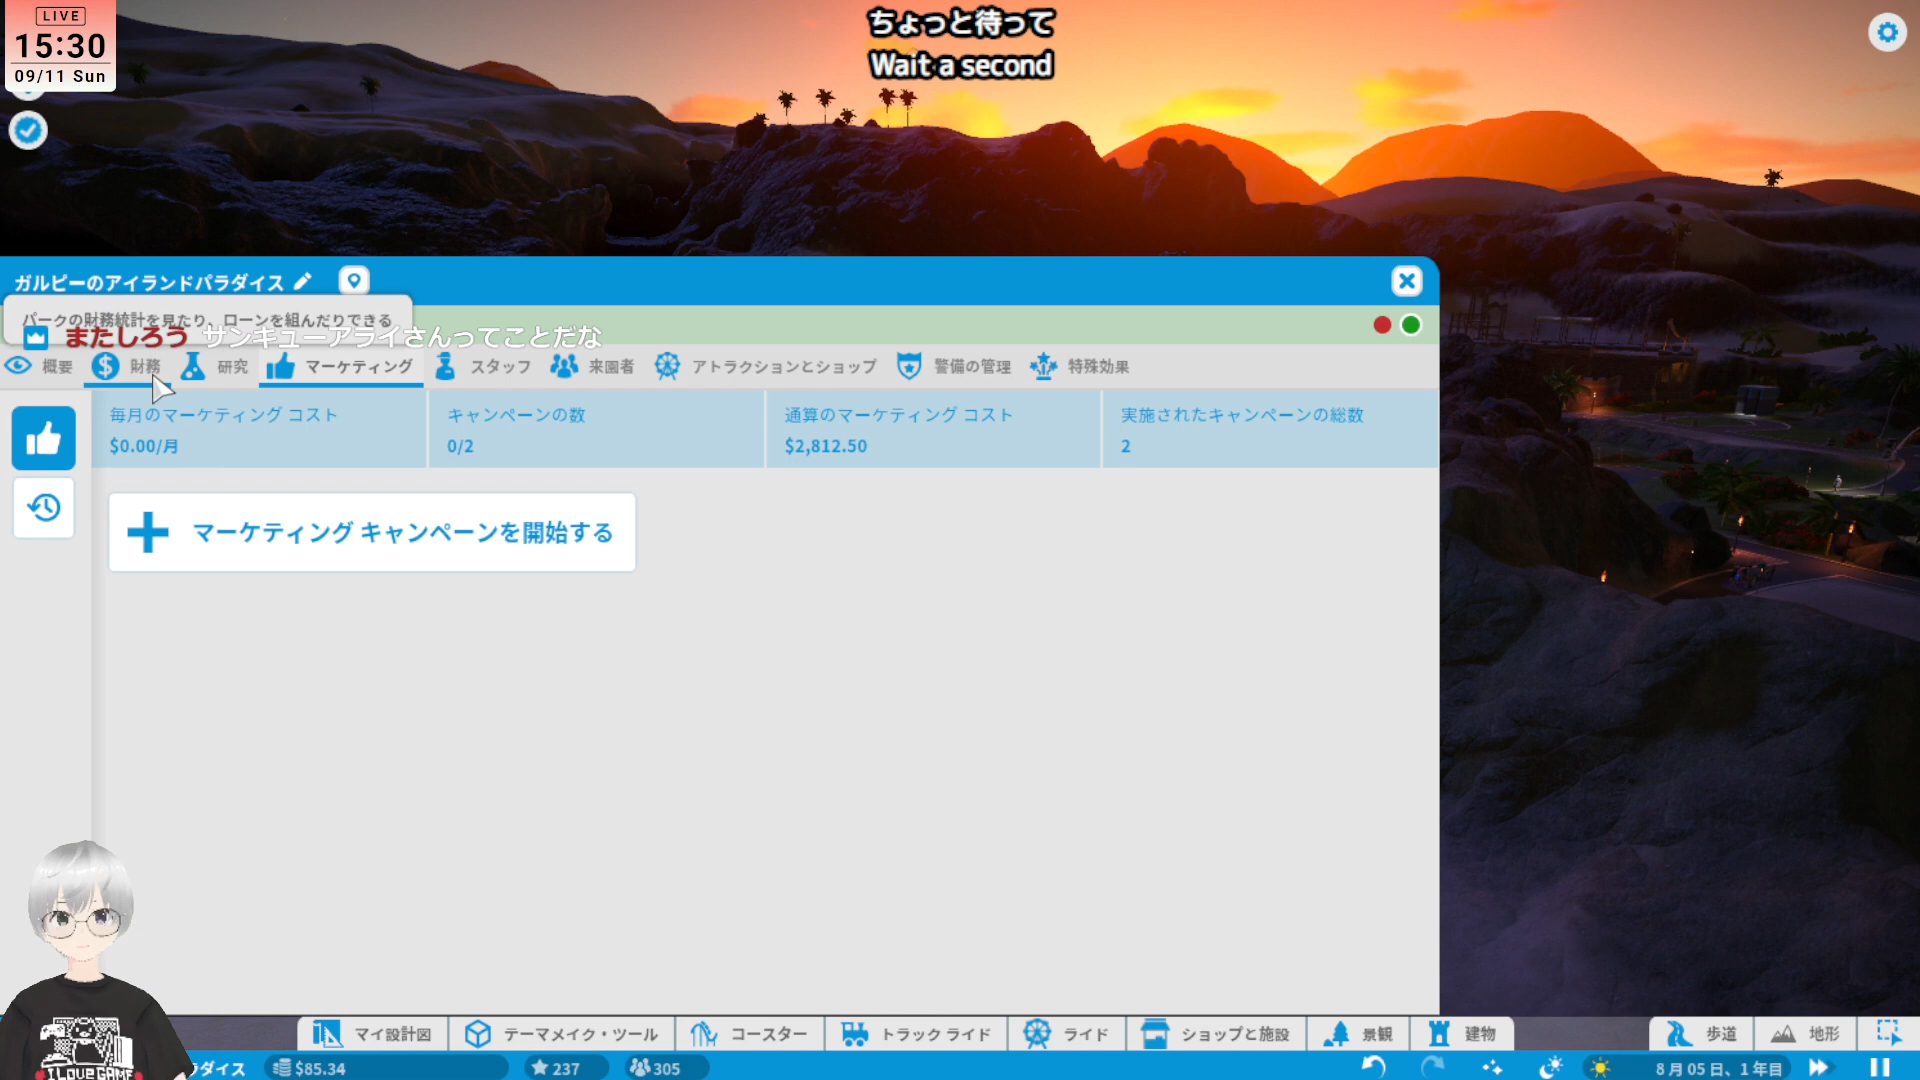 LIVE
15:30
09/11 Sun
ちょっと待って
Wait a second
ガルピーのアイランドパラダイス
パークの財務統計を見たり、ローンを組んだりできる
またしろう サンキューアライさんってことだな
概要 財務 研究 マーケティング スタッフ 来園者 アトラクションとショップ 警備の管理 特殊効果
毎月のマーケティング コスト キャンペーンの数 通算のマーケティング コスト 実施されたキャンペーンの総数
$0.00/月 0/2 $2,812.50 2
マーケティング キャンペーンを開始する
マイ設計図 テーマメイク・ツール コースター トラック ライド ライド ショップと施設 景観 建物 歩道 地形
ラダイス $85.34 237 305 8月05日、1年目
I LOVE GAME